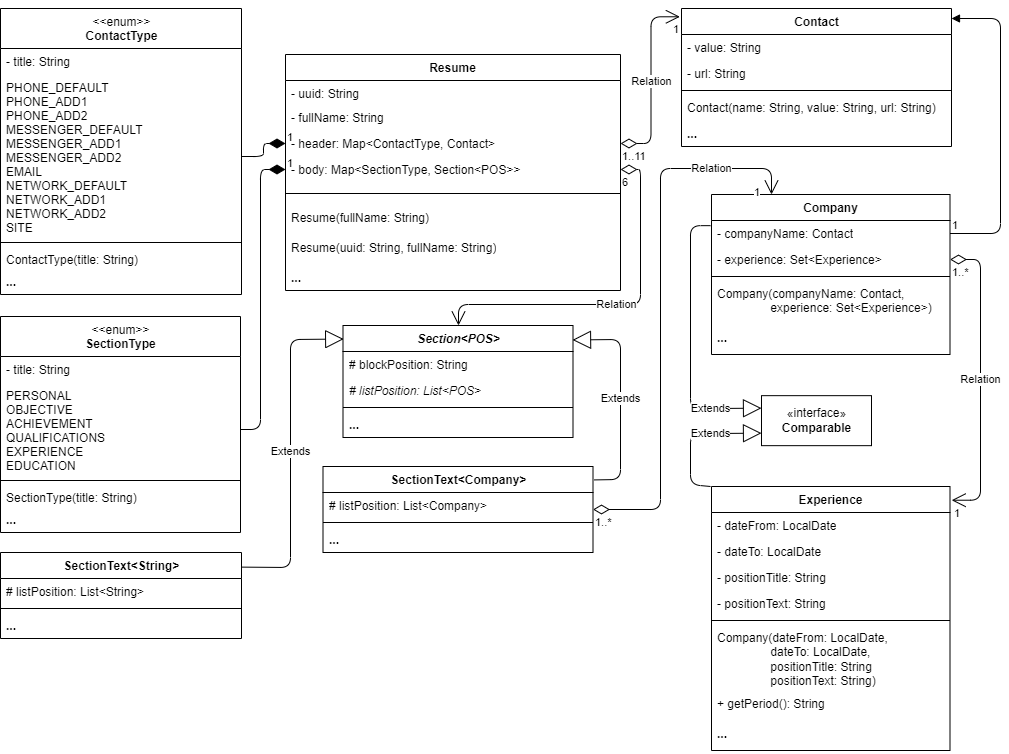 <<enum>>
ContactType
- title: String
PHONE_DEFAULT
PHONE_ADD1
PHONE_ADD2
MESSENGER_DEFAULT
MESSENGER_ADD1
MESSENGER_ADD2
EMAIL
NETWORK_DEFAULT
NETWORK_ADD1
NETWORK_ADD2
SITE
ContactType(title: String)
...
<<enum>>
SectionType
- title: String
PERSONAL
OBJECTIVE
ACHIEVEMENT
QUALIFICATIONS
EXPERIENCE
EDUCATION
SectionType(title: String)
...
SectionText<String>
# listPosition: List<String>
...
Resume
- uuid: String
- fullName: String
1
- header: Map<ContactType, Contact>
1..11
1
- body: Map<SectionType, Section<POS>>
6
Resume(fullName: String)
Resume(uuid: String, fullName: String)
...
Relation
Section<POS>
# blockPosition: String
# listPosition: List<POS>
...
Extends
Extends
SectionText<Company>
# listPosition: List<Company>
1..*
...
Relation
1
Contact
- value: String
- url: String
Contact(name: String, value: String, url: String)
...
Relation
1
Company
- companyName: Contact
1
- experience: Set<Experience>
1..*
Company(companyName: Contact,
experience: Set<Experience>)
...
Relation
Extends
Extends
«interface»
Comparable
Experience
1
- dateFrom: LocalDate
- dateTo: LocalDate
- positionTitle: String
- positionText: String
Company(dateFrom: LocalDate,
dateTo: LocalDate,
positionTitle: String
positionText: String)
+ getPeriod(): String
...